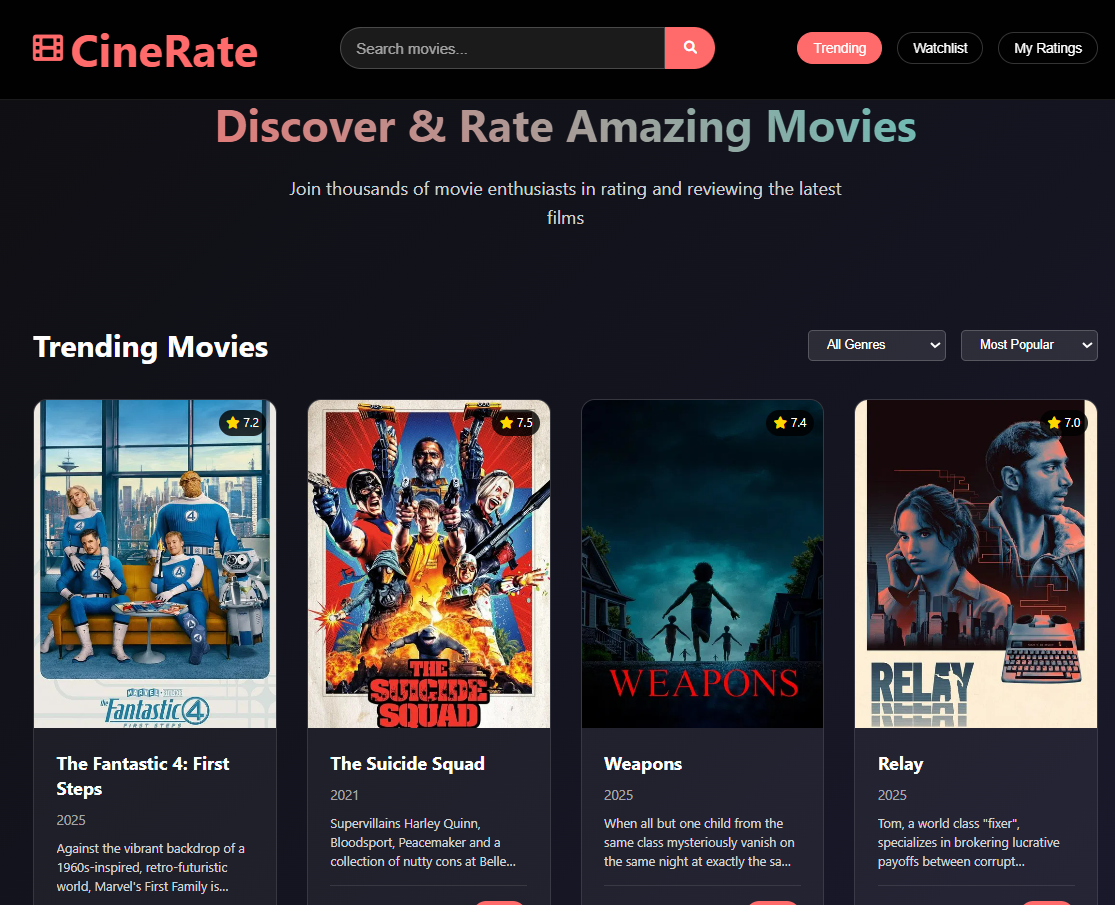 CineRate
Search movies...
Trending
Watchlist
My Ratings
Discover & Rate Amazing Movies
Join thousands of movie enthusiasts in rating and reviewing the latest
films
Trending Movies
All Genres
Most Popular
7.2
4
4
4
4
MARVEL STUDIOS
the Fantastic 4
FIRST STEPS
The Fantastic 4: First
Steps
2025
Against the vibrant backdrop of a
1960s-inspired, retro-futuristic
world, Marvel's First Family is...
7.5
THE
SUICIDE
SQUAD
The Suicide Squad
2021
Supervillains Harley Quinn,
Bloodsport, Peacemaker and a
collection of nutty cons at Belle...
7.4
WEAPONS
Weapons
2025
When all but one child from the
same class mysteriously vanish on
the same night at exactly the sa...
7.0
RELAY
Relay
2025
Tom, a world class "fixer",
specializes in brokering lucrative
payoffs between corrupt...